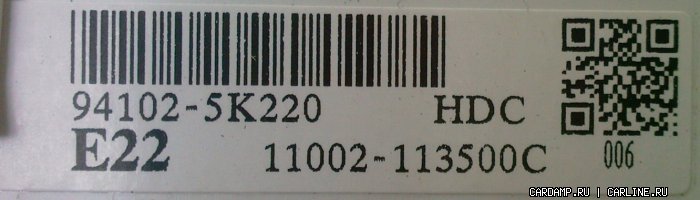 94102-5K220 HDC
E22 11002-113500C 006
CARDAMP.RU | CARLINE.RU